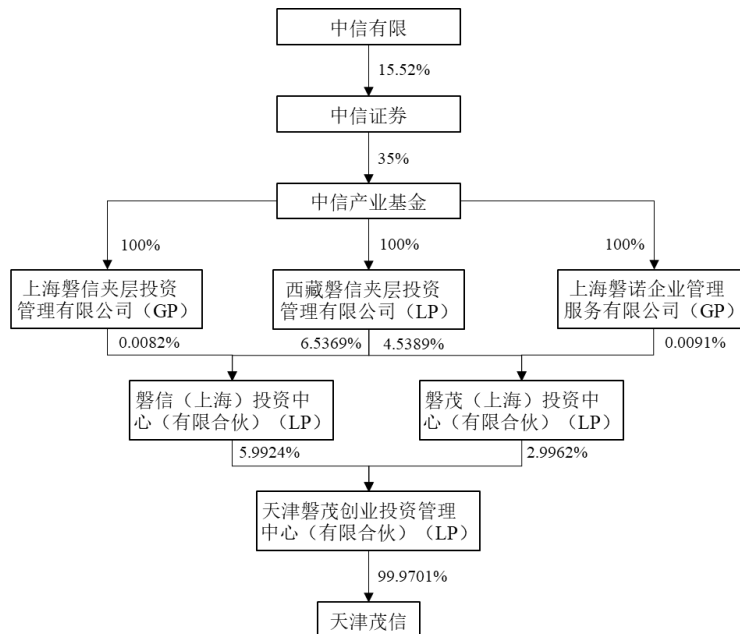 中信有限
15.52%
中信证券
35%
中信产业基金
100%
100%
100%
上海磐信夹层投资
管理有限公司（GP）
西藏磐信夹层投资
管理有限公司（LP）
上海磐诺企业管理
服务有限公司（GP）
0.0082%
6.5369%
4.5389%
0.0091%
磐信（上海）投资中
心（有限合伙）（LP）
磐茂（上海）投资中
心（有限合伙）（LP）
5.9924%
2.9962%
天津磐茂创业投资管理
中心（有限合伙）（LP）
99.9701%
天津茂信